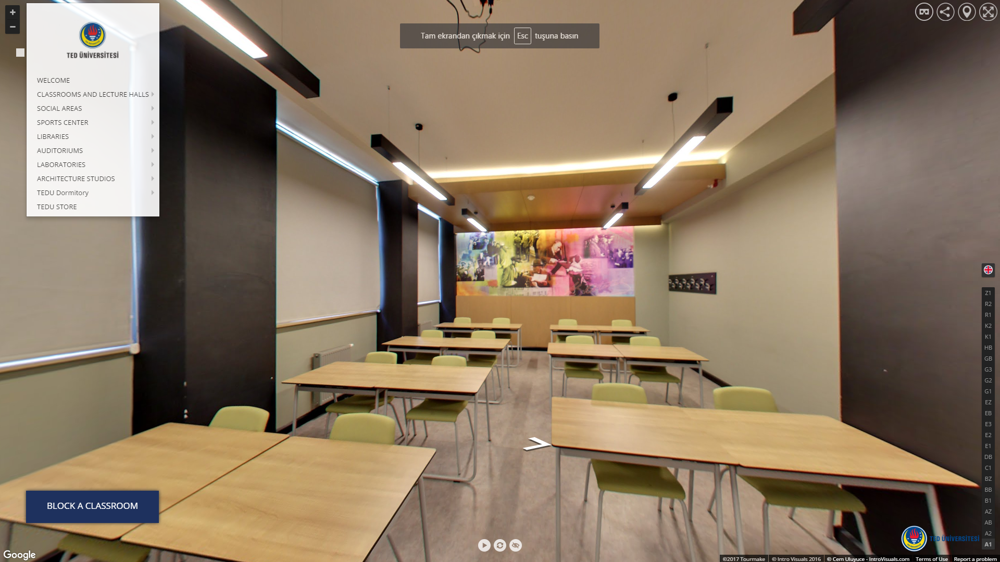 +
−
TED ÜNİVERSİTESİ
WELCOME
CLASSROOMS AND LECTURE HALLS
SOCIAL AREAS
SPORTS CENTER
LIBRARIES
AUDITORIUMS
LABORATORIES
ARCHITECTURE STUDIOS
TEDU Dormitory
TEDU STORE
Tam ekrandan çıkmak için Esc tuşuna basın
Z1
R2
R1
K2
K1
HB
GB
G3
G2
G1
EZ
EB
E3
E2
E1
DB
C1
BZ
BB
B1
AZ
AB
A2
A1
BLOCK A CLASSROOM
TED ÜNİVERSİTESİ
Google
©2017 Tourmake © Intro Visuals 2016 © Cem Uluyuce - IntroVisuals.com Terms of Use Report a problem